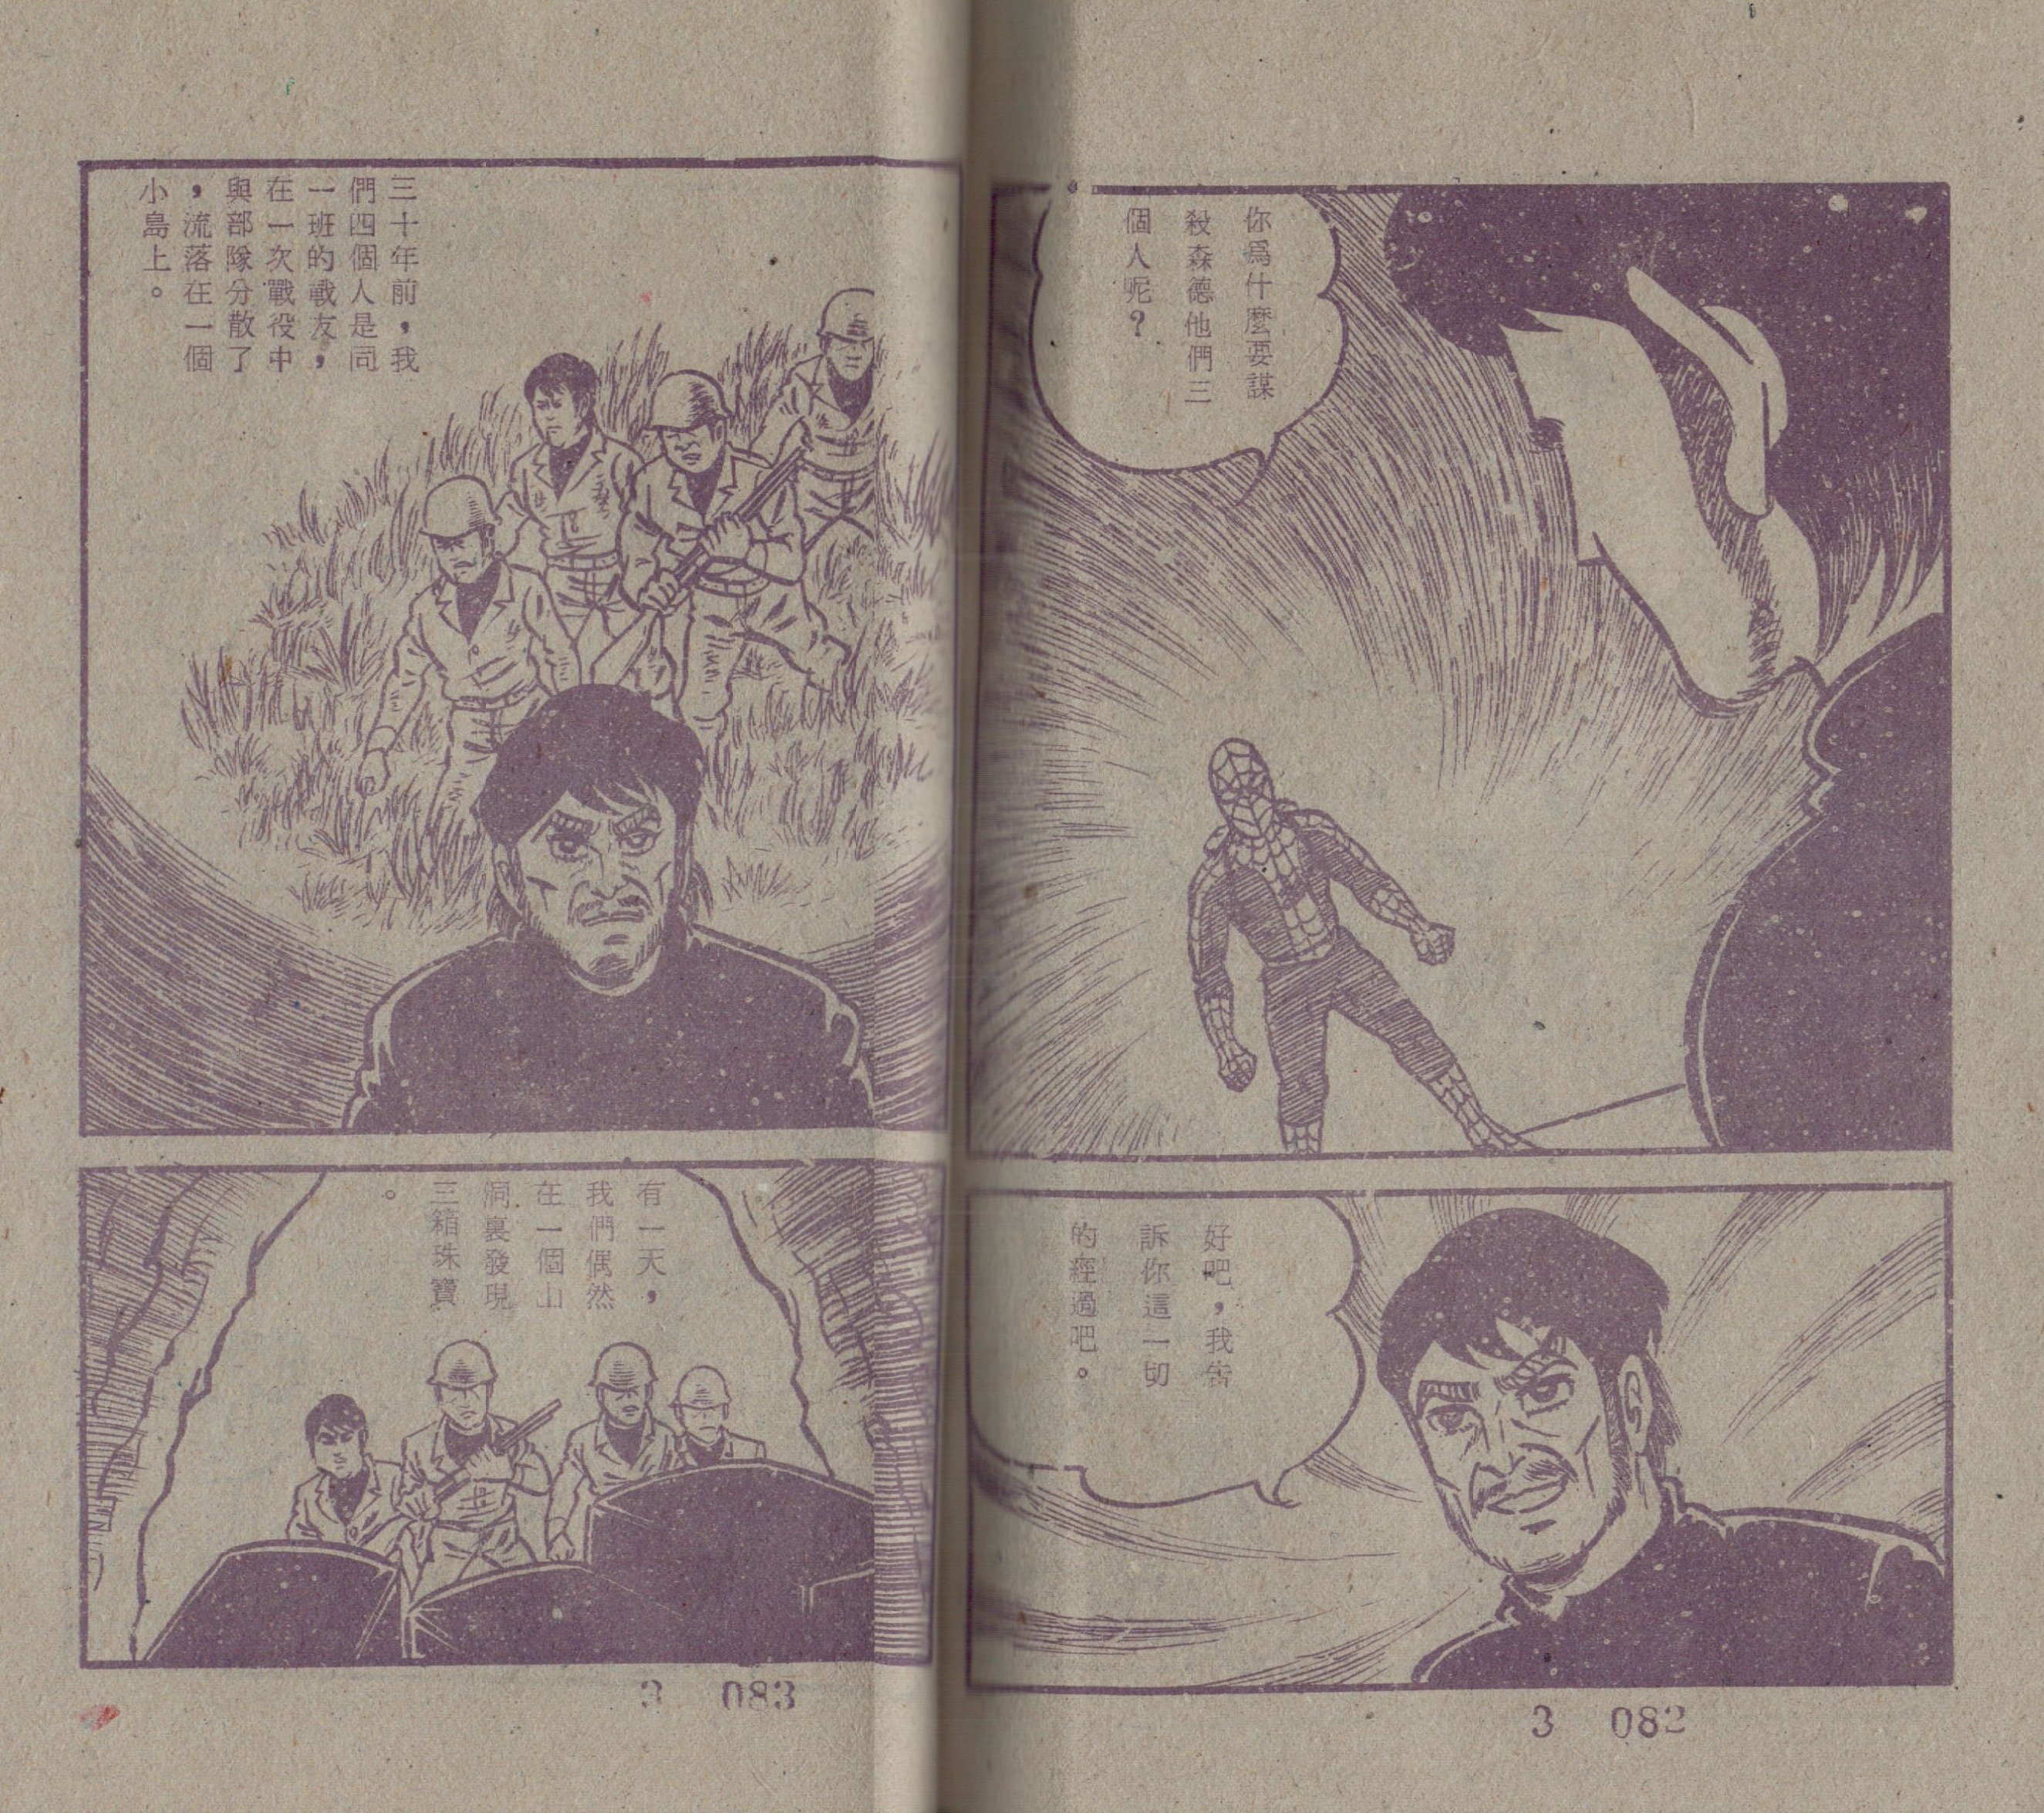 你爲什麼要謀
殺森德他們三
個人呢？
好吧，我告
訴你這一切
的經過吧。
3 082
三十年前，我
們四個人是同
一班的戰友，
在一次戰役中
與部隊分散了
，流落在一個
小島上。
有一天，
我們偶然
在一個山
洞裏發現
三箱珠寶
。
3 083